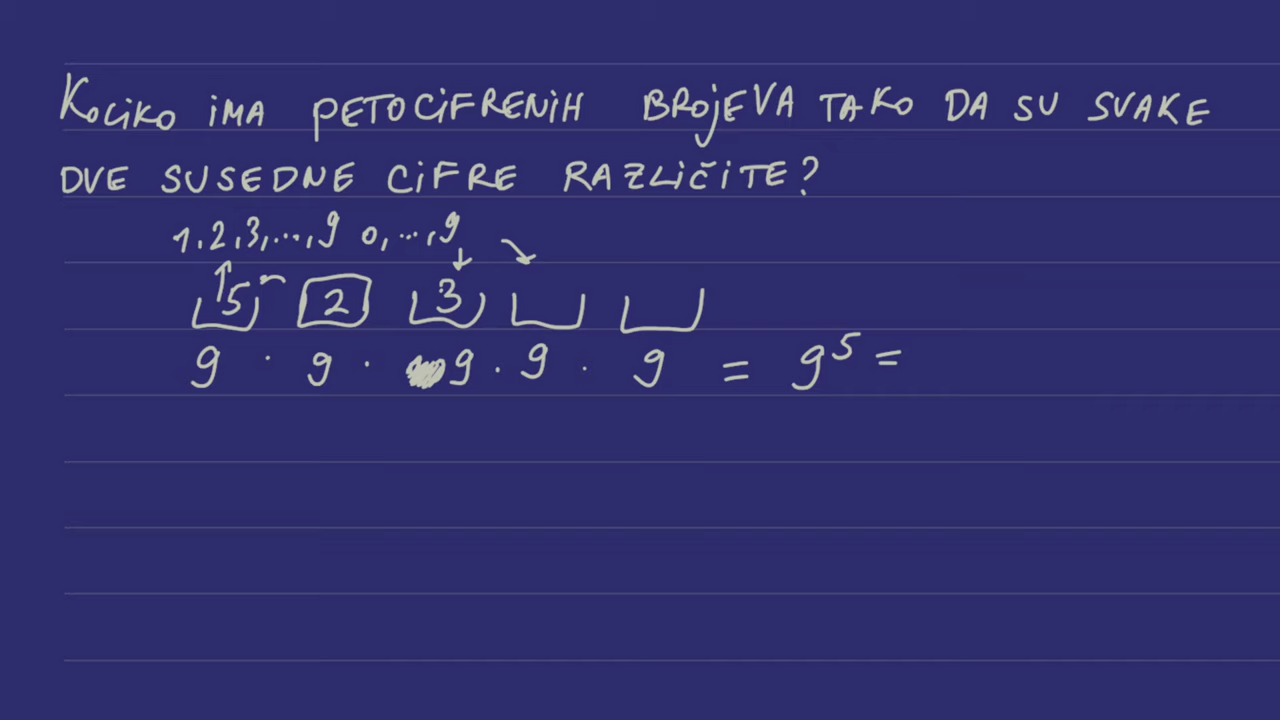 Koliko ima PETOCIFRENIH BROJEVA TAKO DA SU SVAKE
DVE SUSEDNE CIFRE RAZLIČITE?
1, 2, 3, ..., 9 0, ..., 9
5 2 3
9 · 9 · 9 · 9 · 9 = 9⁵ =